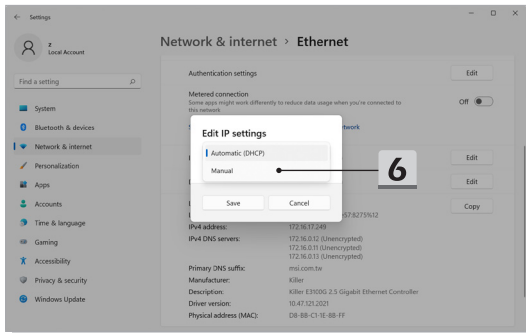 Settings
z
Local Account
Find a setting
System
Bluetooth & devices
Network & internet
Personalization
Apps
Accounts
Time & language
Gaming
Accessibility
Privacy & security
Windows Update
Network & internet > Ethernet
Authentication settings
Edit
Metered connection
Some apps might work differently to reduce data usage when you're connected to
this network
Off
Edit IP settings
Automatic (DHCP)
Manual
6
Save
Cancel
Edit
Edit
Copy
IPv4 address: 172.16.17.249
IPv4 DNS servers: 172.16.0.12 (Unencrypted)
172.16.0.11 (Unencrypted)
172.16.0.13 (Unencrypted)
Primary DNS suffix: msi.com.tw
Manufacturer: Killer
Description: Killer E3100G 2.5 Gigabit Ethernet Controller
Driver version: 10.47.121.2021
Physical address (MAC): D8-BB-C1-1E-88-FF